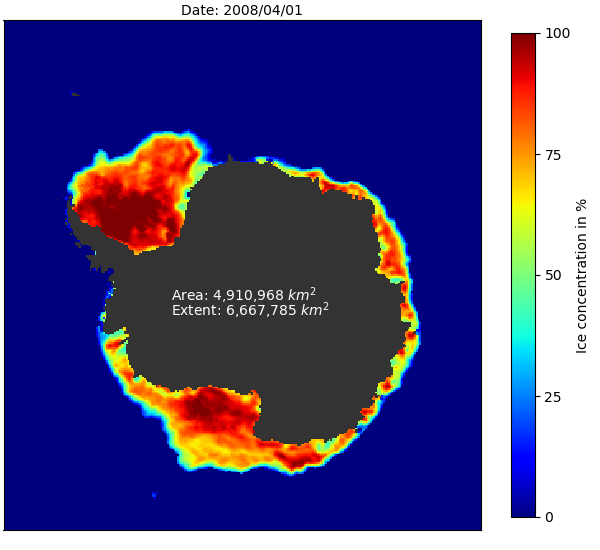 Date: 2008/04/01
Area: 4,910,968 km²
Extent: 6,667,785 km²
100
75
50
25
0
Ice concentration in %